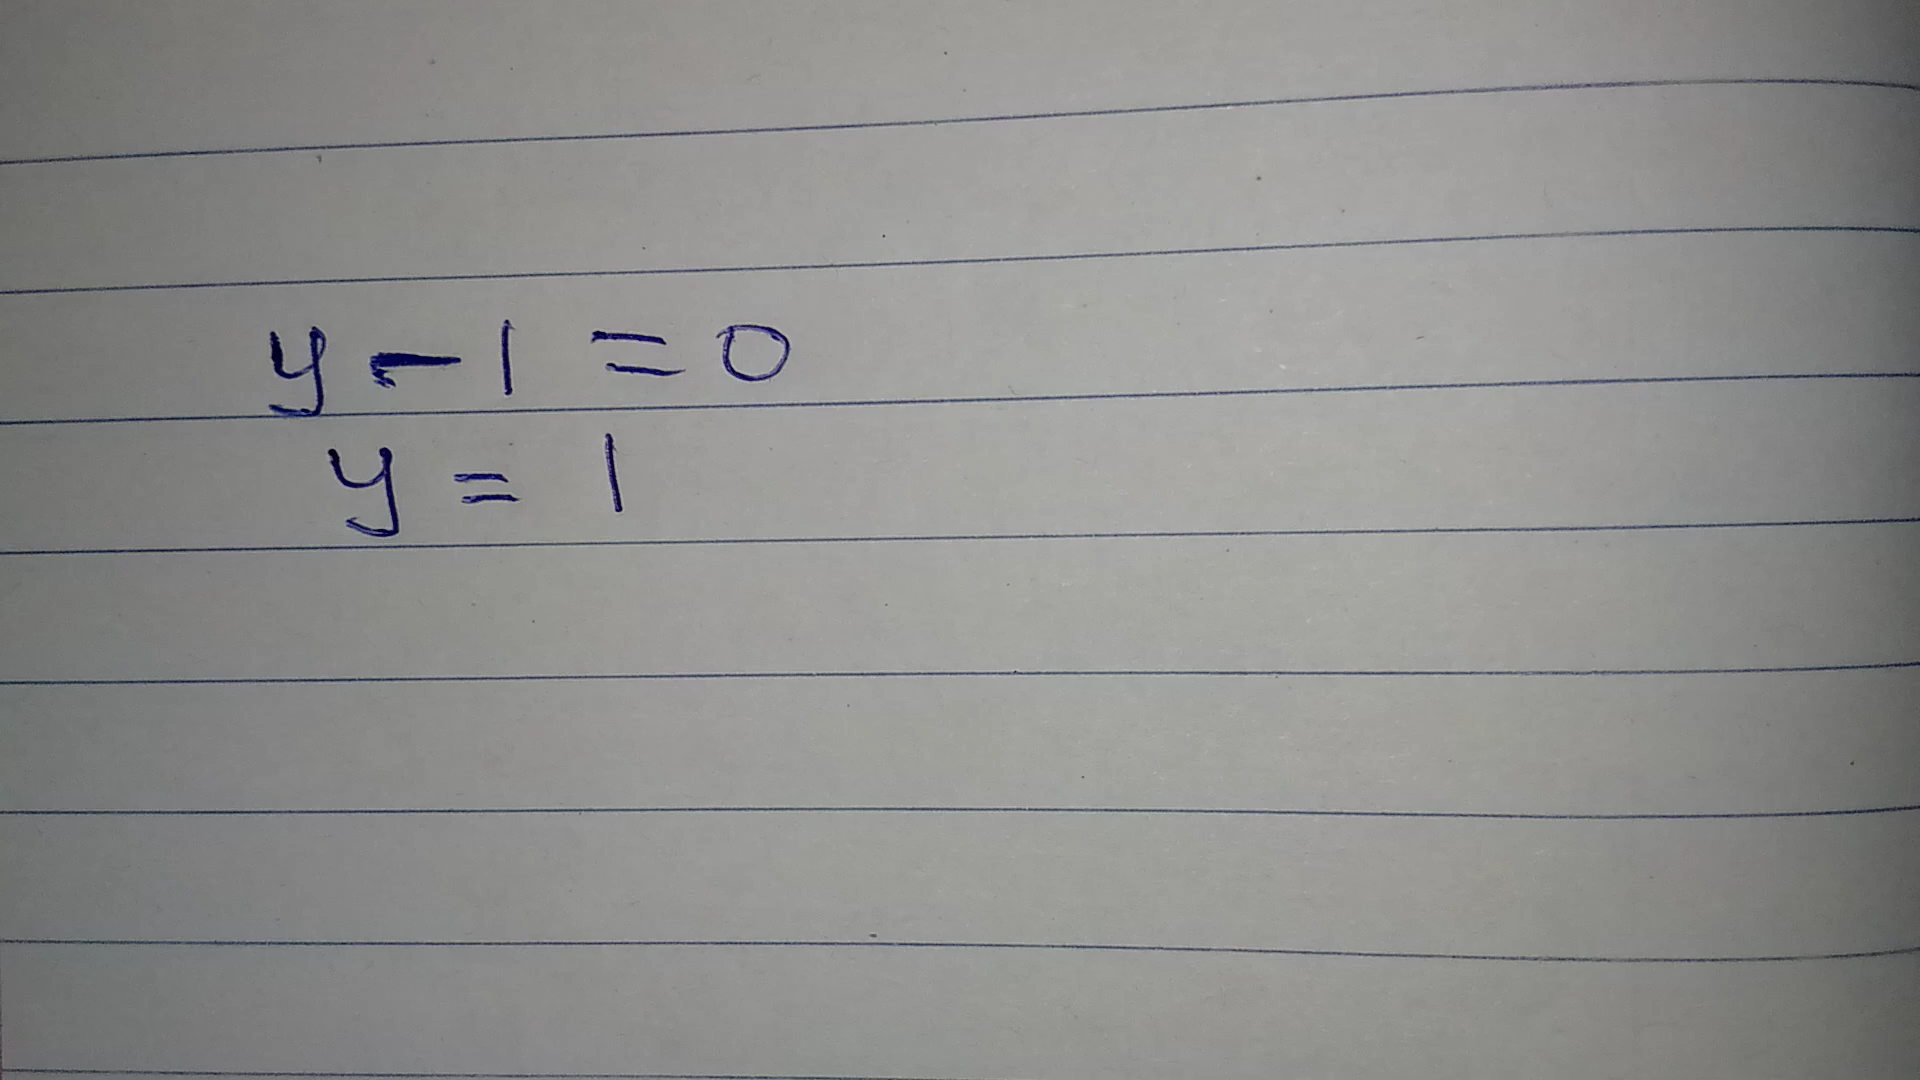 y - 1 = 0
y = 1